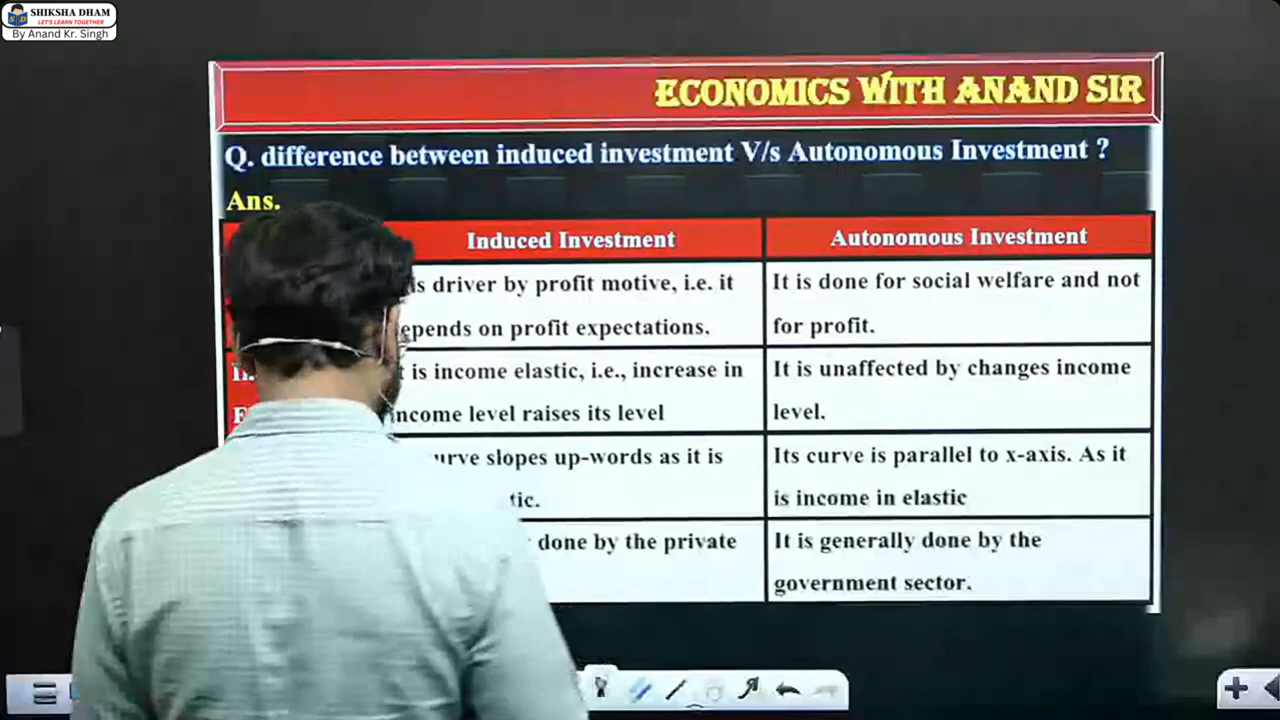 SHIKSHA DHAM
LET'S LEARN TOGETHER
By Anand Kr. Singh
ECONOMICS WITH ANAND SIR
Q. difference between induced investment V/s Autonomous Investment ?
Ans.
Induced Investment
Autonomous Investment
is driver by profit motive, i.e. it
on profit expectations.
It is done for social welfare and not
for profit.
is income elastic, i.e., increase in
income level raises its level
It is unaffected by changes income
level.
slopes up-words as it is
Its curve is parallel to x-axis. As it
is income in elastic
done by the private
It is generally done by the
government sector.